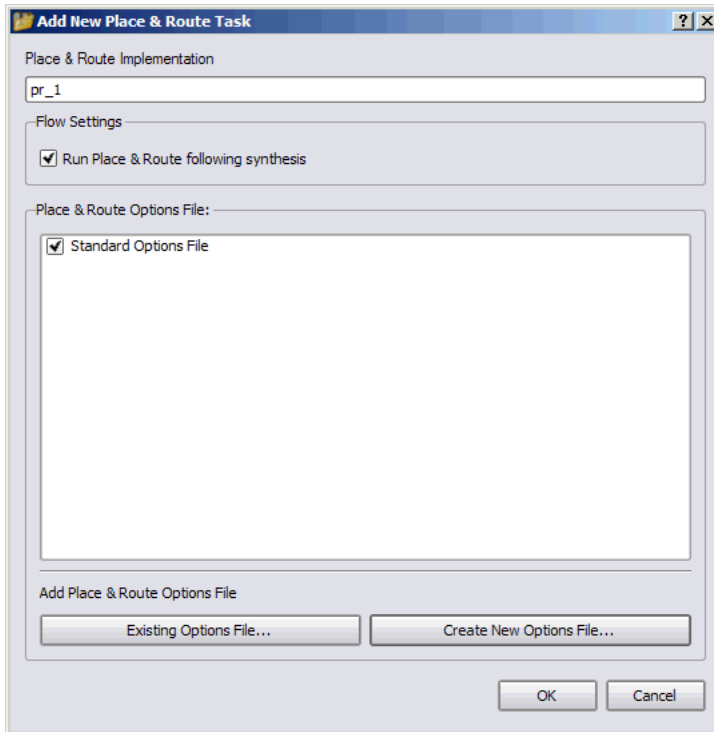 Add New Place & Route Task
Place & Route Implementation
pr_1
Flow Settings
Run Place & Route following synthesis
Place & Route Options File:
Standard Options File
Add Place & Route Options File
Existing Options File...
Create New Options File...
OK
Cancel